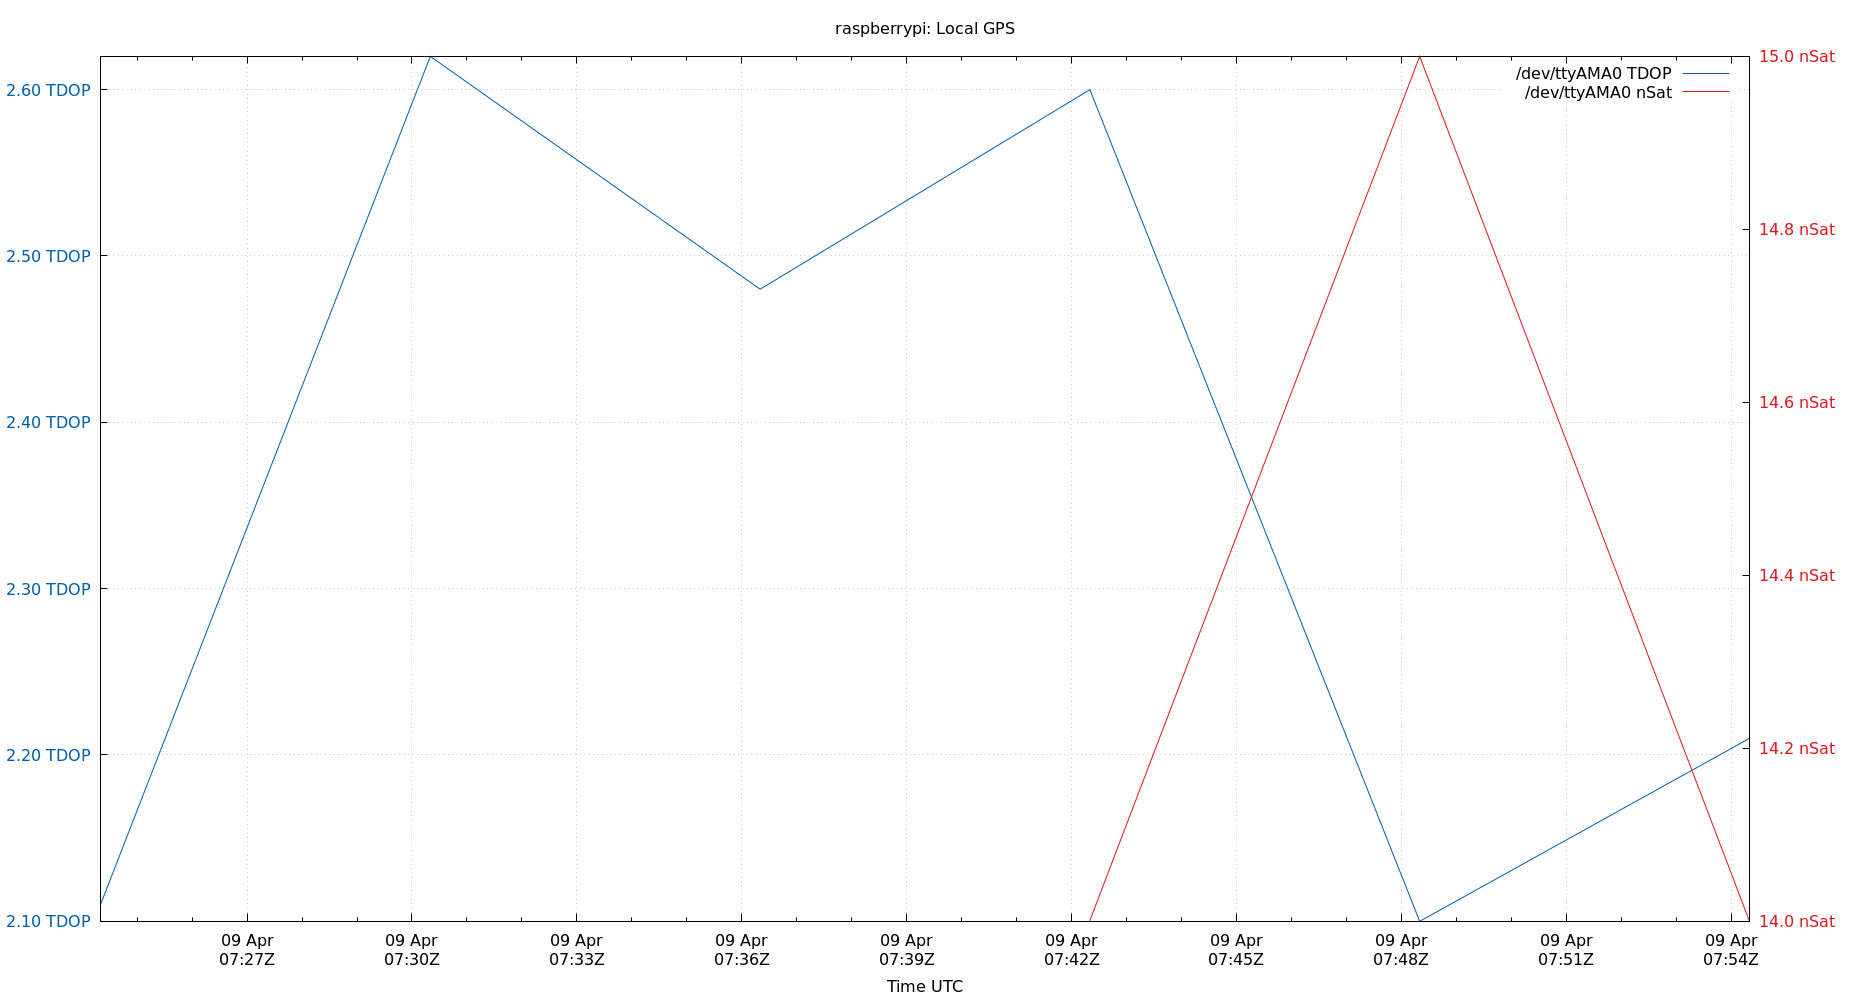 raspberrypi: Local GPS
/dev/ttyAMA0 TDOP
/dev/ttyAMA0 nSat
2.60 TDOP
2.50 TDOP
2.40 TDOP
2.30 TDOP
2.20 TDOP
2.10 TDOP
15.0 nSat
14.8 nSat
14.6 nSat
14.4 nSat
14.2 nSat
14.0 nSat
09 Apr 09 Apr 09 Apr 09 Apr 09 Apr 09 Apr 09 Apr 09 Apr 09 Apr 09 Apr
07:27Z 07:30Z 07:33Z 07:36Z 07:39Z 07:42Z 07:45Z 07:48Z 07:51Z 07:54Z
Time UTC